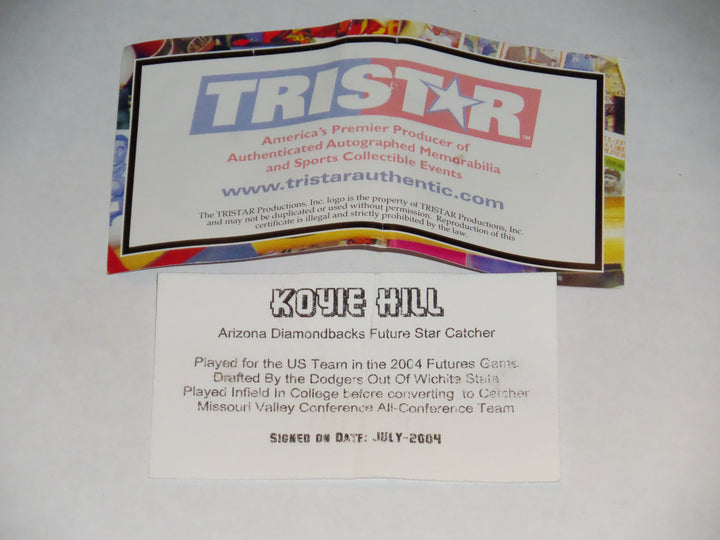 TRISTAR™
America's Premier Producer of
Authenticated Autographed Memorabilia
and Sports Collectible Events
www.tristarauthentic.com
The TRISTAR Productions, Inc. logo is the property of TRISTAR Productions, Inc.
and may not be duplicated or used without permission. Reproduction of this
certificate is illegal and strictly prohibited by the law.
KOYIE HILL
Arizona Diamondbacks Future Star Catcher
Played for the US Team in the 2004 Futures Game
Drafted By the Dodgers Out Of Wichita State
Played Infield In College before converting to Catcher
Missouri Valley Conference All-Conference Team
SIGNED ON DATE: JULY-2004